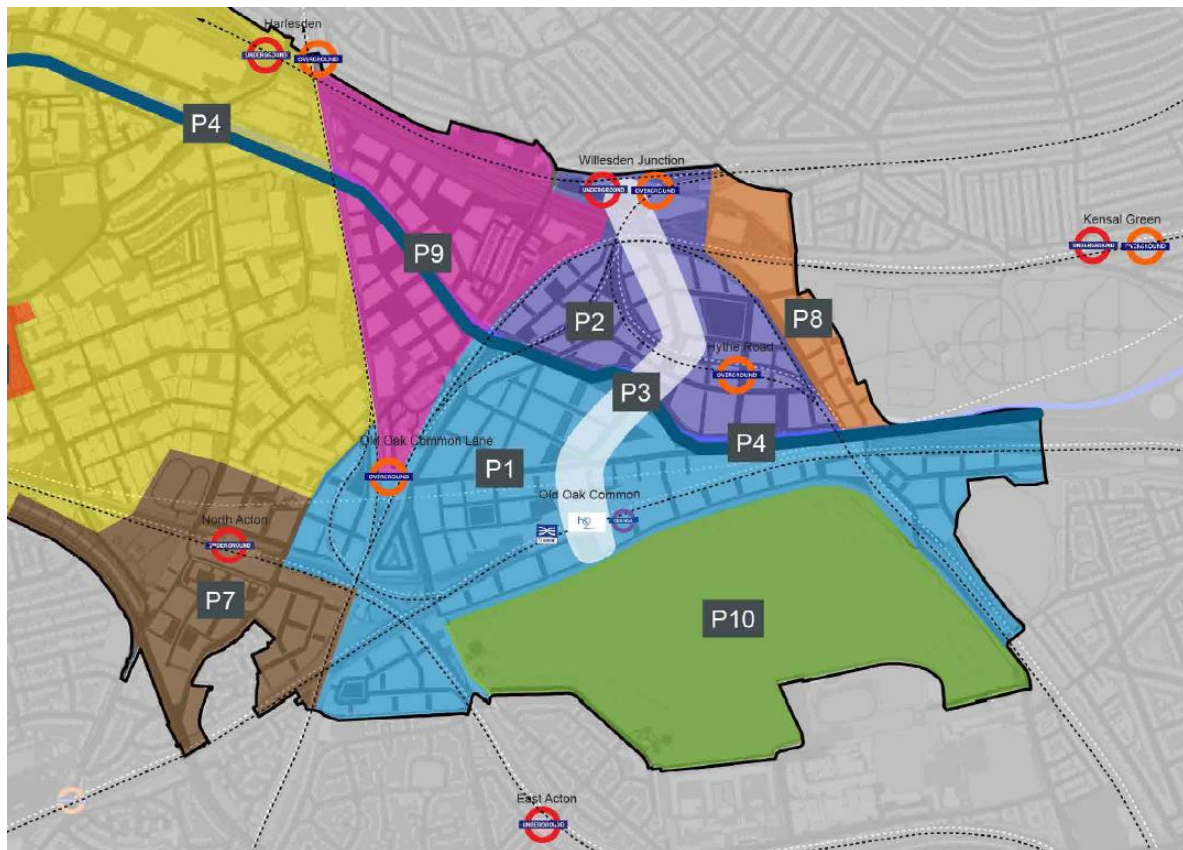 Harlesden
UNDERGROUND
OVERGROUND
P4
Willesden Junction
UNDERGROUND
OVERGROUND
Kensal Green
UNDERGROUND
OVERGROUND
P9
P2
P8
Hythe Road
OVERGROUND
P3
P4
Old Oak Common Lane
OVERGROUND
P1
Old Oak Common
North Acton
UNDERGROUND
P7
P10
East Acton
UNDERGROUND